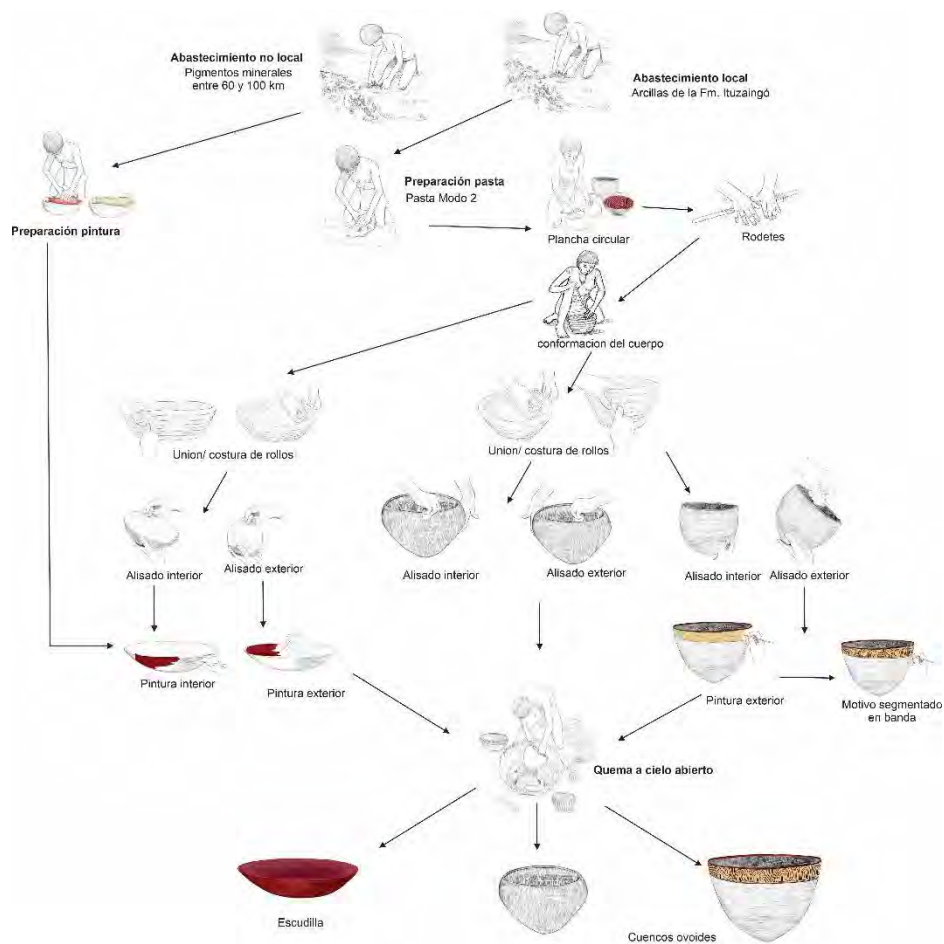 Abastecimiento no local
Pigmentos minerales
entre 60 y 100 km
Abastecimiento local
Arcillas de la Fm. Ituzaingó
Preparación pintura
Preparación pasta
Pasta Modo 2
Plancha circular
Rodetes
conformacion del cuerpo
Union/ costura de rollos
Union/ costura de rollos
Alisado interior
Alisado exterior
Alisado interior
Alisado exterior
Alisado interior
Alisado exterior
Pintura interior
Pintura exterior
Pintura exterior
Motivo segmentado
en banda
Quema a cielo abierto
Escudilla
Cuencos ovoides